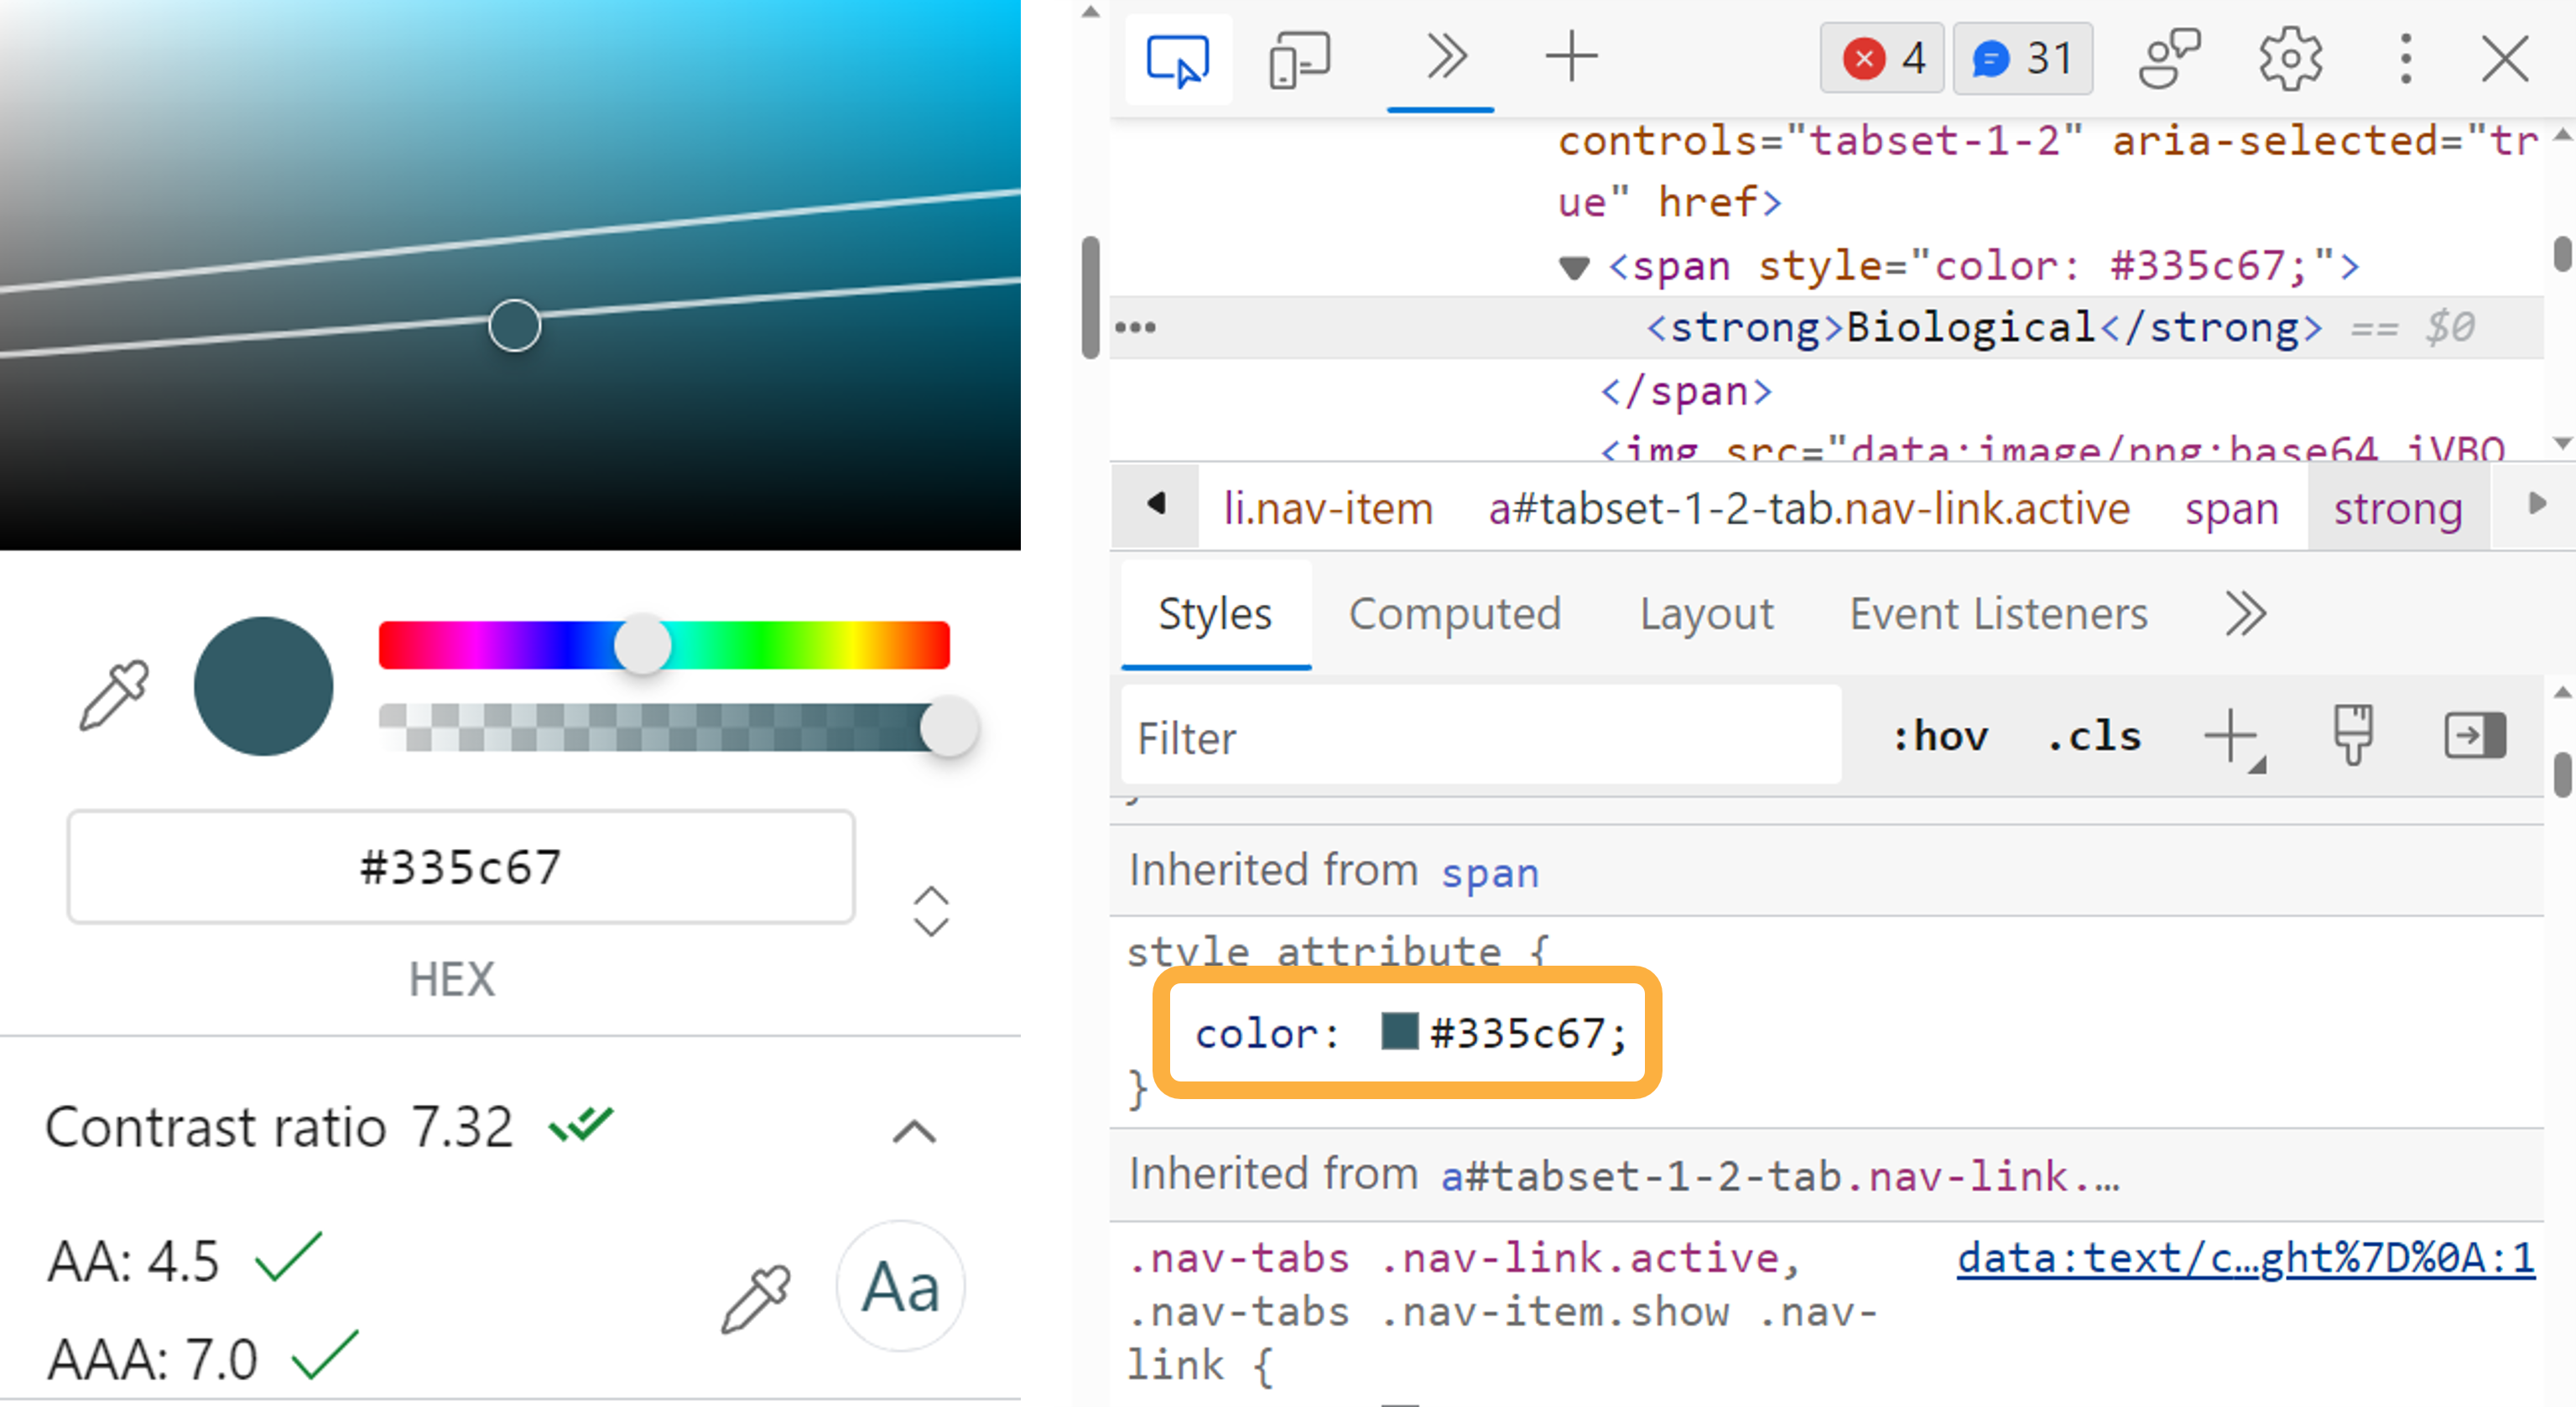 #335c67
HEX
Contrast ratio 7.32
AA: 4.5
AAA: 7.0
Aa
4
31
controls="tabset-1-2" aria-selected="tr
ue" href>
<span style="color: #335c67;">
<strong>Biological</strong> == $0
</span>
<img src="data:image/png;base64,iVBO
li.nav-item a#tabset-1-2-tab.nav-link.active span strong
Styles Computed Layout Event Listeners
Filter :hov .cls
}
Inherited from span
style attribute {
color: #335c67;
}
Inherited from a#tabset-1-2-tab.nav-link.…
.nav-tabs .nav-link.active, data:text/c…ght%7D%0A:1
.nav-tabs .nav-item.show .nav-
link {